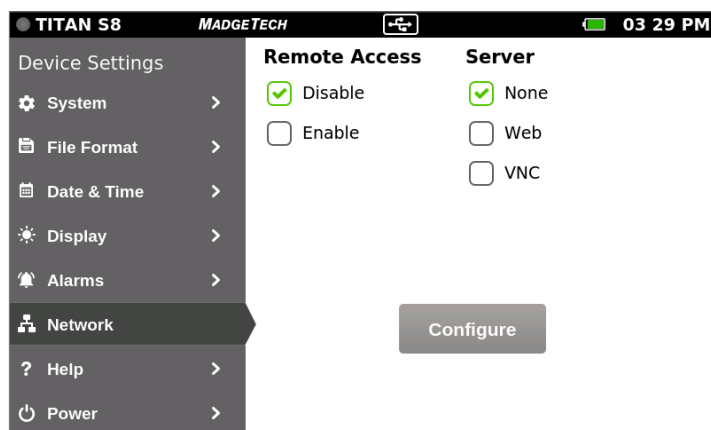 TITAN S8 MADGETECH 03 29 PM
Device Settings
System
File Format
Date & Time
Display
Alarms
Network
Help
Power
Remote Access
Disable
Enable
Server
None
Web
VNC
Configure